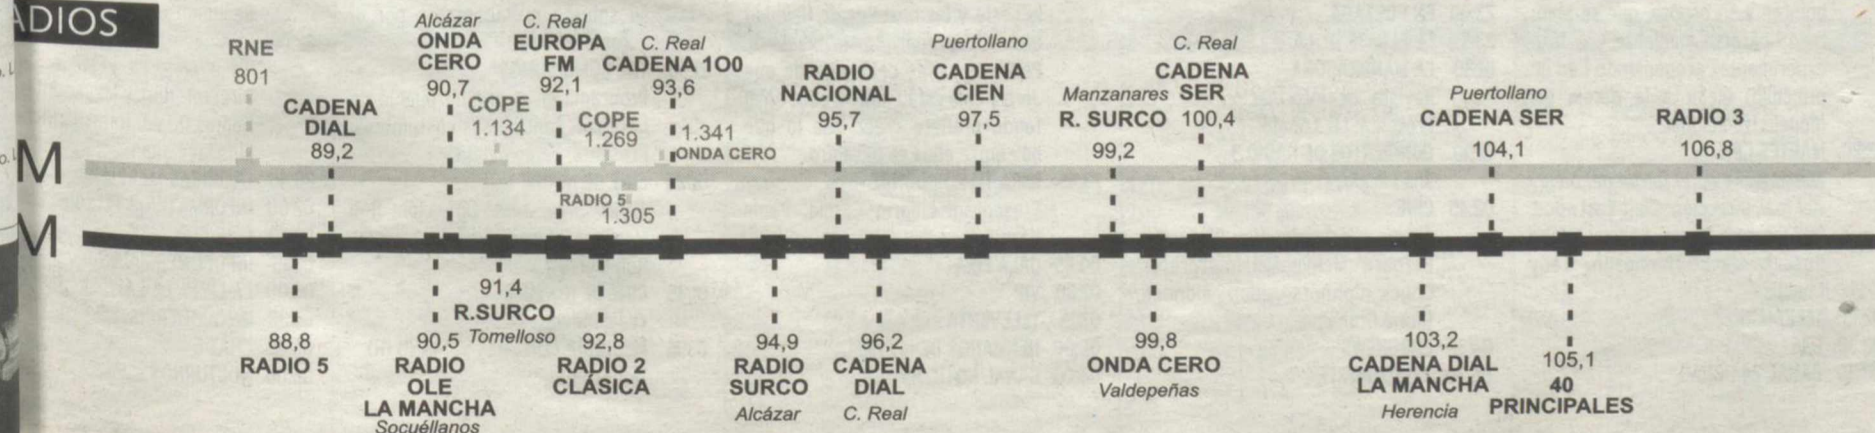 ADIOS
RNE
801
CADENA
DIAL
89,2
Alcázar
ONDA
CERO
90,7
COPE
1.134
C. Real
EUROPA
FM
92,1
COPE
1.269
C. Real
CADENA 1OO
93,6
1.341
ONDA CERO
RADIO 5
1.305
RADIO
NACIONAL
95,7
Puertollano
CADENA
CIEN
97,5
Manzanares
R. SURCO
99,2
C. Real
CADENA
SER
100,4
Puertollano
CADENA SER
104,1
RADIO 3
106,8
M
M
88,8
RADIO 5
90,5
RADIO
OLE
LA MANCHA
Socuéllanos
91,4
R.SURCO
Tomelloso
92,8
RADIO 2
CLÁSICA
94,9
RADIO
SURCO
Alcázar
96,2
CADENA
DIAL
C. Real
99,8
ONDA CERO
Valdepeñas
103,2
CADENA DIAL
LA MANCHA
Herencia
105,1
40
PRINCIPALES